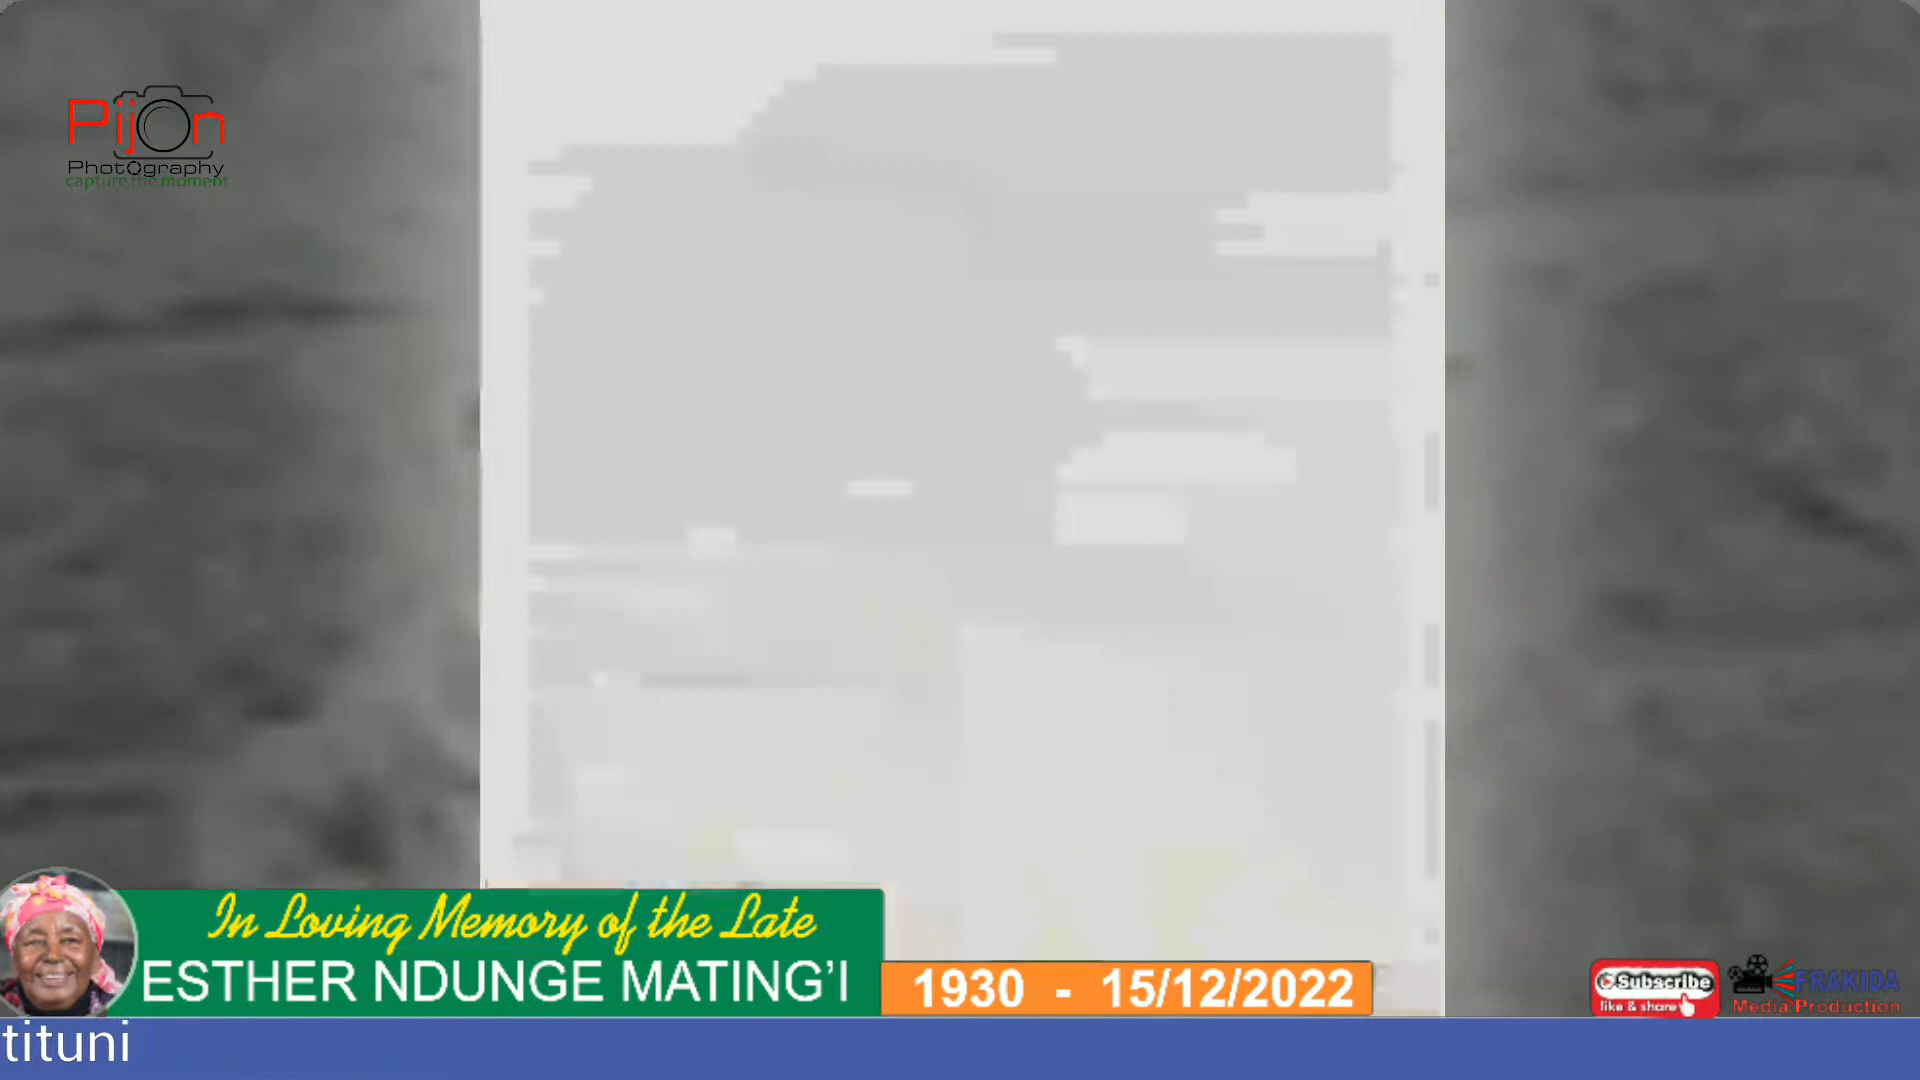 Pijon
Photography
capture the moment
In Loving Memory of the Late
ESTHER NDUNGE MATING'I
1930 - 15/12/2022
Subscribe
like & share
FRAKIDA
Media Production
tituni